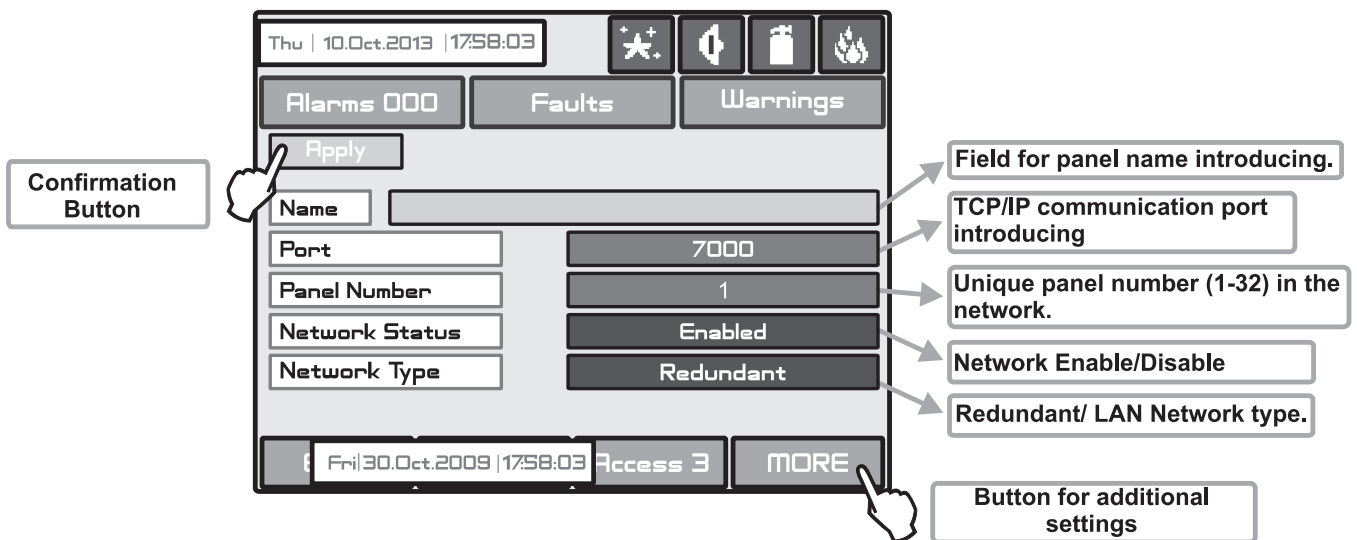 Thu | 10.Oct.2013 |17:58:03
Alarms 000
Faults
Warnings
Apply
Confirmation
Button
Name
Field for panel name introducing.
Port
7000
TCP/IP communication port
introducing
Panel Number
1
Unique panel number (1-32) in the
network.
Network Status
Enabled
Network Enable/Disable
Network Type
Redundant
Redundant/ LAN Network type.
Fri|30.Oct.2009 |17:58:03
Access 3
MORE
Button for additional
settings